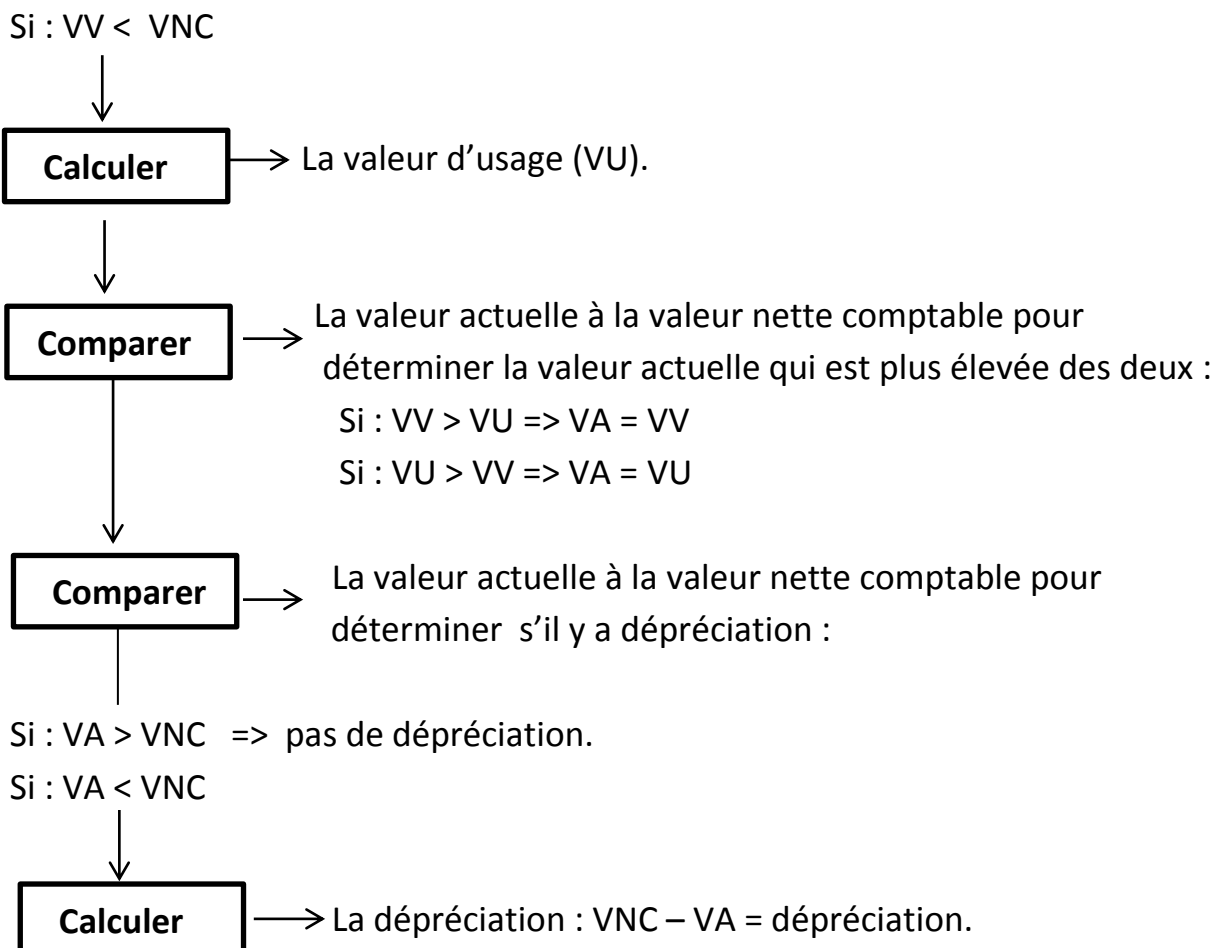 Si : VV < VNC
Calculer La valeur d’usage (VU).
Comparer La valeur actuelle à la valeur nette comptable pour
déterminer la valeur actuelle qui est plus élevée des deux :
Si : VV > VU => VA = VV
Si : VU > VV => VA = VU
Comparer La valeur actuelle à la valeur nette comptable pour
déterminer s’il y a dépréciation :
Si : VA > VNC => pas de dépréciation.
Si : VA < VNC
Calculer La dépréciation : VNC – VA = dépréciation.